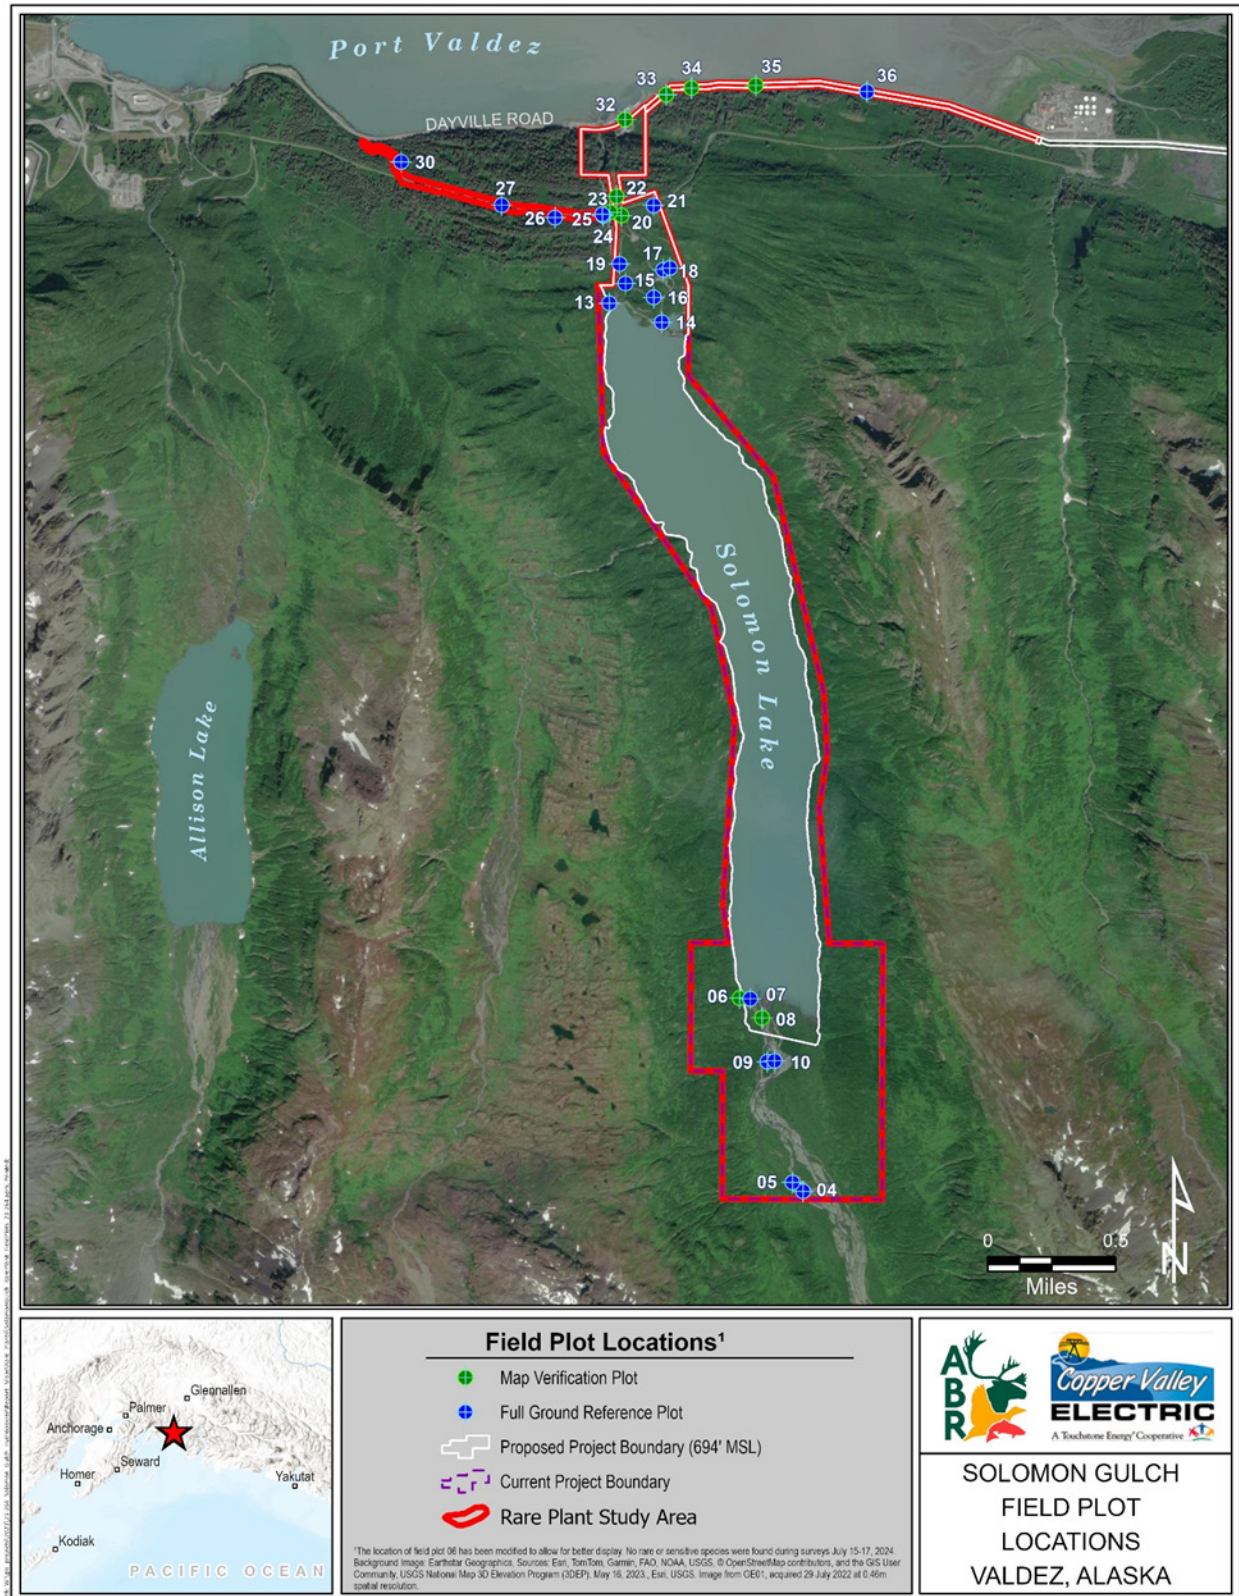 Port Valdez
33
34
35
36
32
DAYVILLE ROAD
30
27
26
25
23
22
21
20
24
19
17
18
15
16
13
14
Solomon Lake
Allison Lake
06
07
08
09
10
05
04
0
0.5
Miles
N
Glennallen
Palmer
Anchorage
Seward
Homer
Yakutat
Kodiak
PACIFIC OCEAN
Field Plot Locations¹
Map Verification Plot
Full Ground Reference Plot
Proposed Project Boundary (694' MSL)
Current Project Boundary
Rare Plant Study Area
¹The location of field plot 06 has been modified to allow for better display. No rare or sensitive species were found during surveys July 15-17, 2024.
Background Image: Earthstar Geographics, Sources: Esri, TomTom, Garmin, FAO, NOAA, USGS, © OpenStreetMap contributors, and the GIS User
Community, USGS National Map 3D Elevation Program (3DEP). May 16, 2023., Esri, USGS. Image from GE01, acquired 29 July 2022 at 0.46m
spatial resolution.
ABR
Copper Valley
ELECTRIC
A Touchstone Energy® Cooperative
SOLOMON GULCH
FIELD PLOT
LOCATIONS
VALDEZ, ALASKA